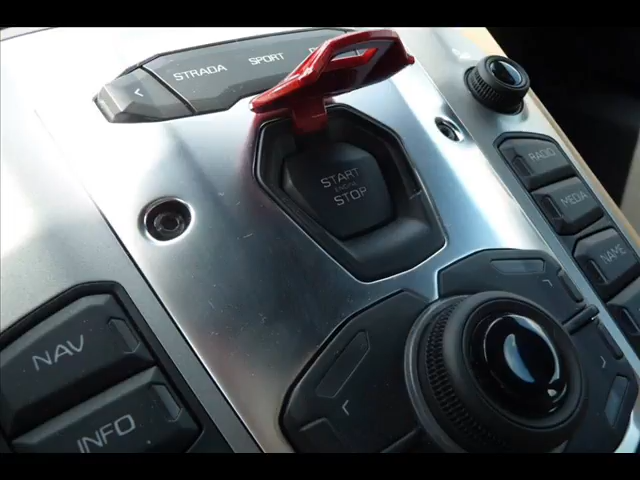 STRADA
SPORT
START
ENGINE
STOP
RADIO
MEDIA
NAME
NAV
INFO